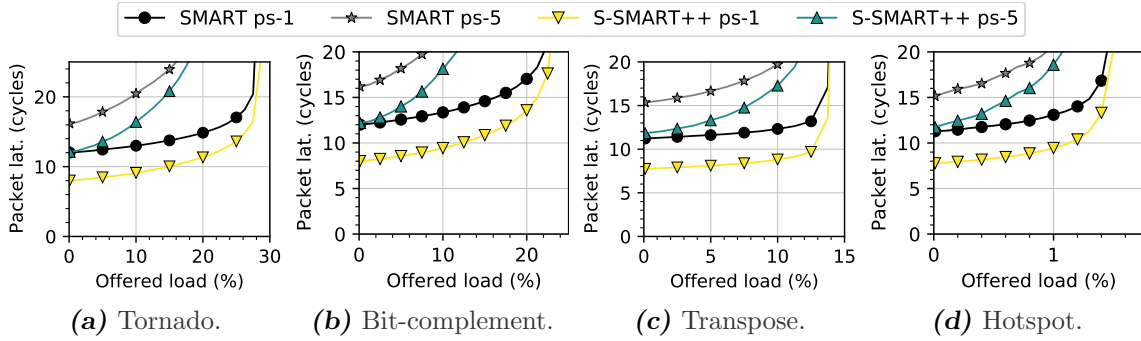 SMART ps-1 SMART ps-5 S-SMART++ ps-1 S-SMART++ ps-5
Packet lat. (cycles)
20
10
0
0 10 20 30
Offered load (%)
(a) Tornado.
Packet lat. (cycles)
20
15
10
5
0
0 10 20
Offered load (%)
(b) Bit-complement.
Packet lat. (cycles)
20
15
10
5
0
0 5 10 15
Offered load (%)
(c) Transpose.
Packet lat. (cycles)
20
15
10
5
0
0 1
Offered load (%)
(d) Hotspot.